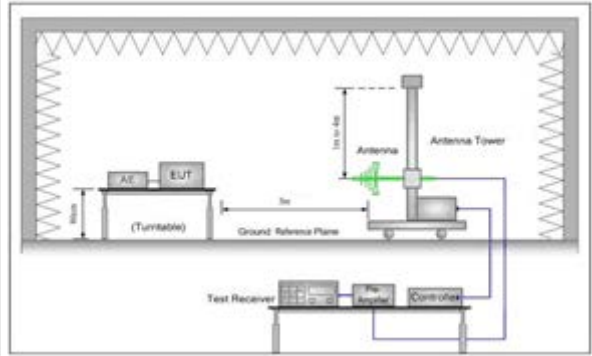 1m to 4m
Antenna Tower
Antenna
AE
EUT
80cm
3m
(Turntable)
Ground Reference Plane
Test Receiver
Pre
Amplifier
Controller